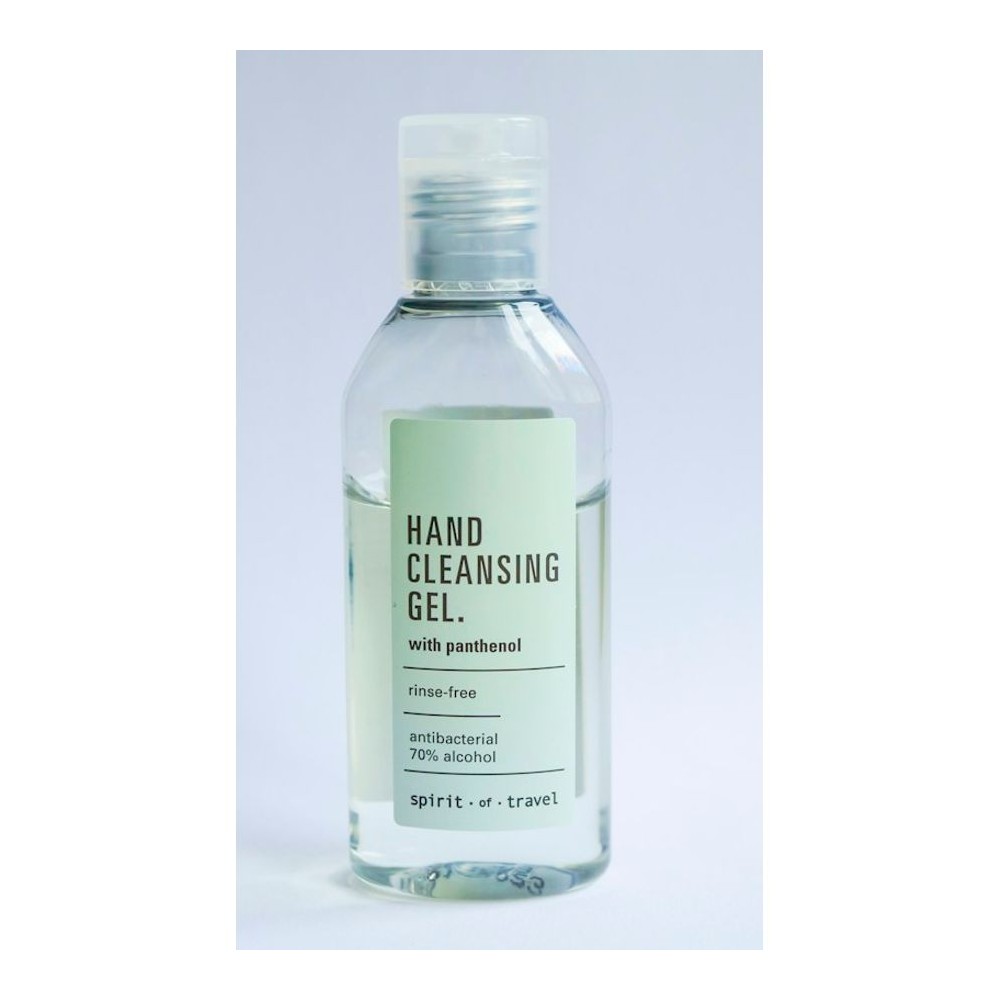 HAND
CLEANSING
GEL.
with panthenol
rinse-free
antibacterial
70% alcohol
spirit · of · travel